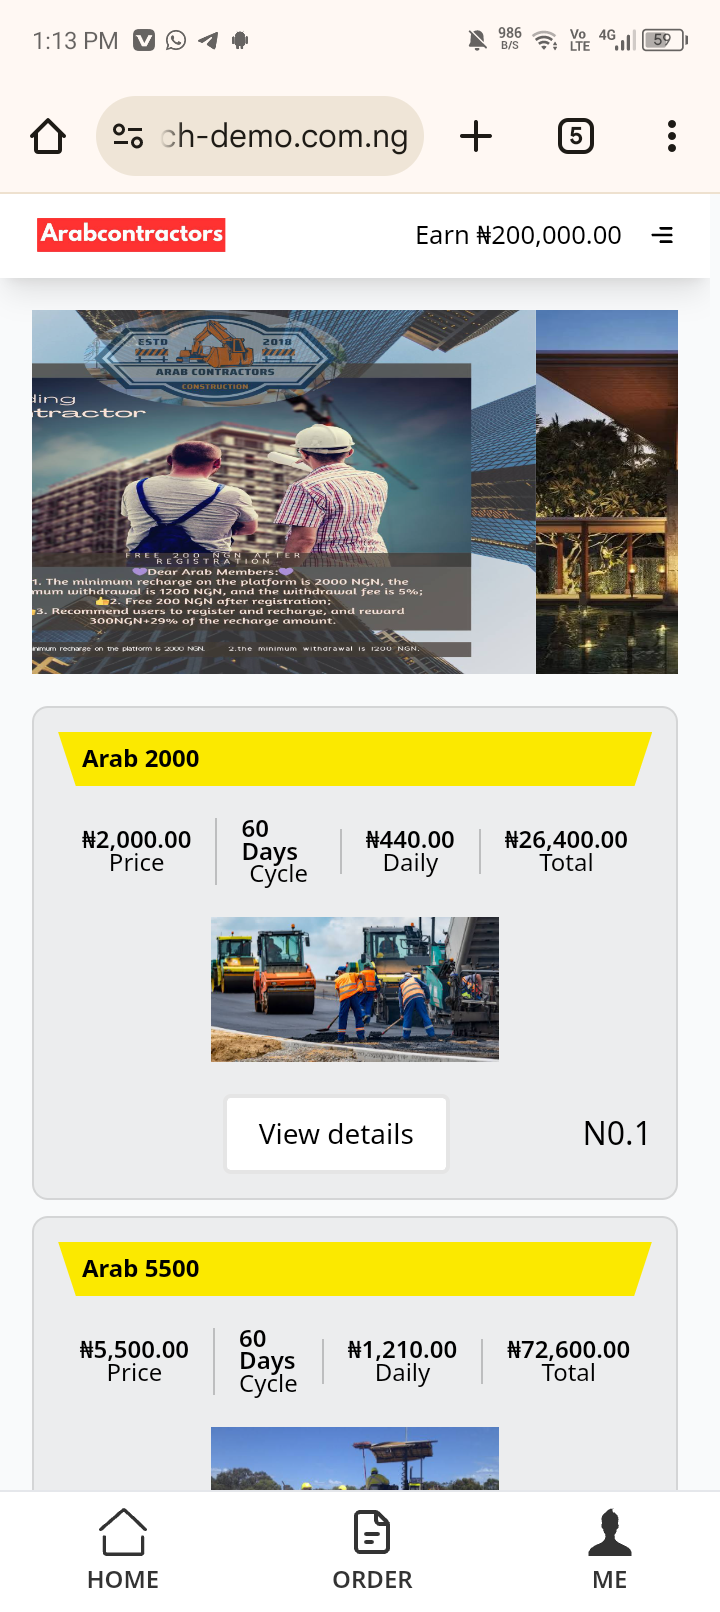 1:13 PM
986 B/S Vo LTE 4G 59
ch-demo.com.ng
5
Arabcontractors
Earn ₦200,000.00
ESTD 2018
ARAB CONTRACTORS
CONSTRUCTION
ding
tractor
FREE 200 NGN AFTER
REGISTRATION
💜Dear Arab Members:💜
1. The minimum recharge on the platform is 2000 NGN, the
mum withdrawal is 1200 NGN, and the withdrawal fee is 5%;
👉2. Free 200 NGN after registration;
3. Recommend users to register and recharge, and reward
300NGN+29% of the recharge amount.
nimum recharge on the platform is 2000 NGN. 2.the minimum withdrawal is 1200 NGN.
Arab 2000
₦2,000.00 60 Days ₦440.00 ₦26,400.00
Price Cycle Daily Total
View details
N0.1
Arab 5500
₦5,500.00 60 Days ₦1,210.00 ₦72,600.00
Price Cycle Daily Total
HOME ORDER ME